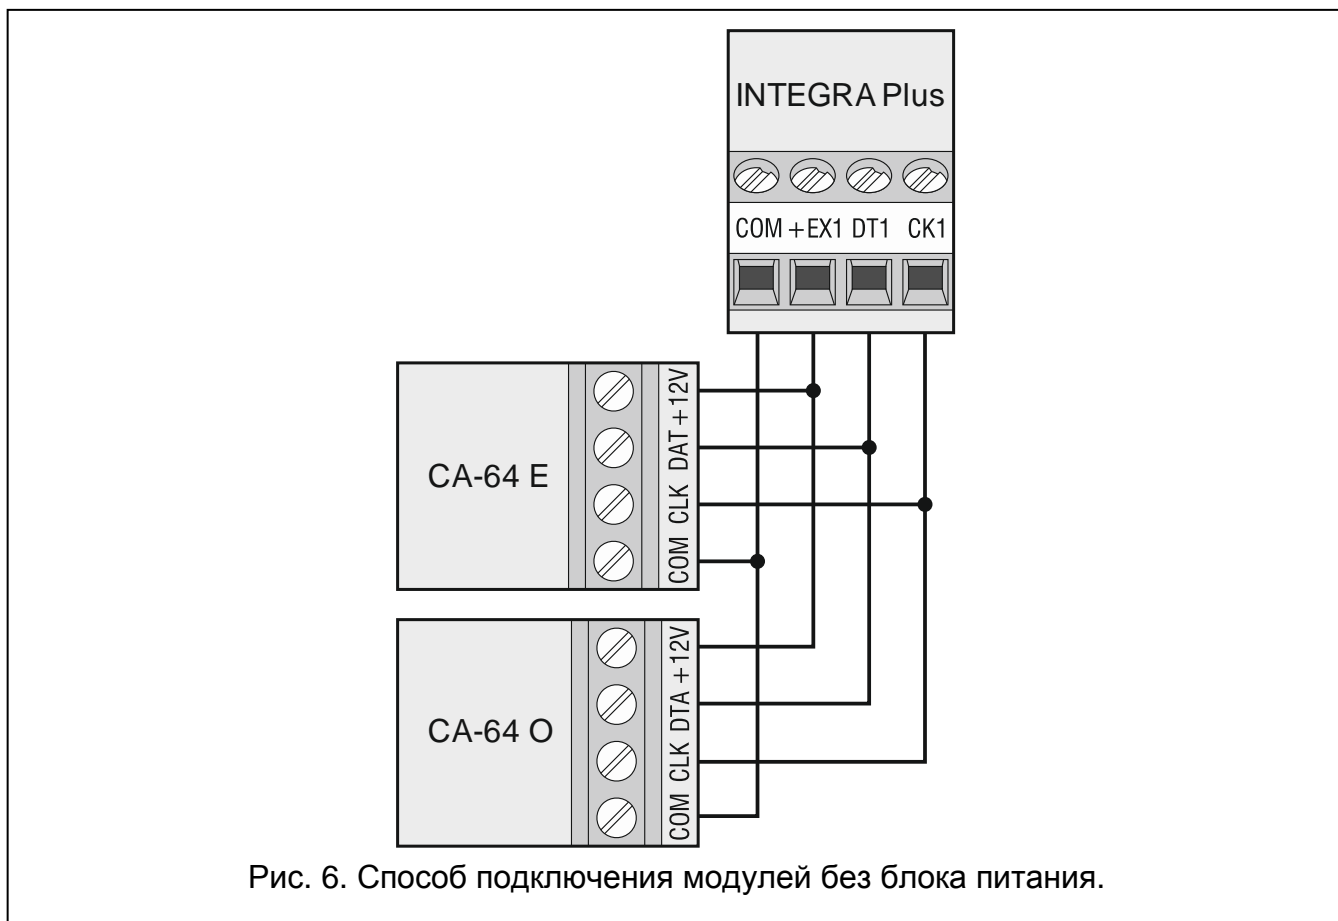 INTEGRA Plus
COM +EX1 DT1 CK1
CA-64 E
COM CLK DAT +12V
CA-64 O
COM CLK DTA +12V
Рис. 6. Способ подключения модулей без блока питания.